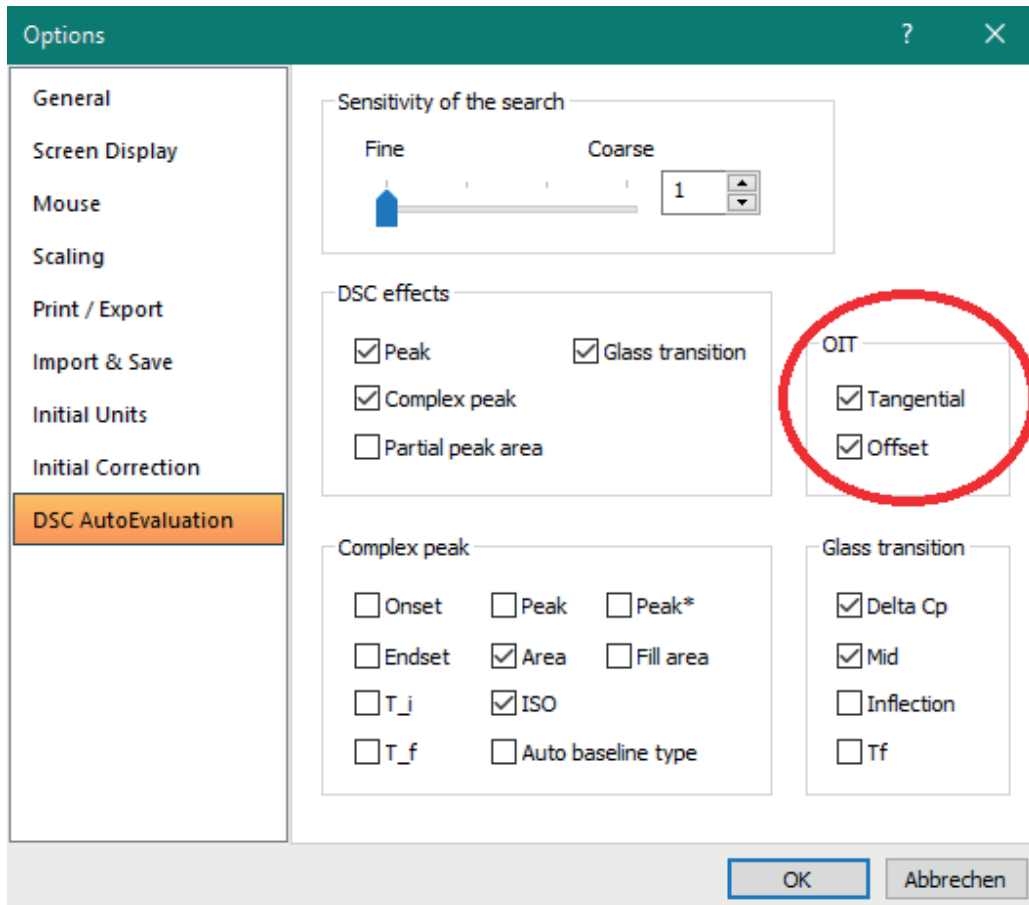 Options ?
General
Screen Display
Mouse
Scaling
Print / Export
Import & Save
Initial Units
Initial Correction
DSC AutoEvaluation
Sensitivity of the search
Fine Coarse
1
DSC effects
Peak Glass transition
Complex peak
Partial peak area
OIT
Tangential
Offset
Complex peak
Onset Peak Peak*
Endset Area Fill area
T_i ISO
T_f Auto baseline type
Glass transition
Delta Cp
Mid
Inflection
Tf
OK Abbrechen